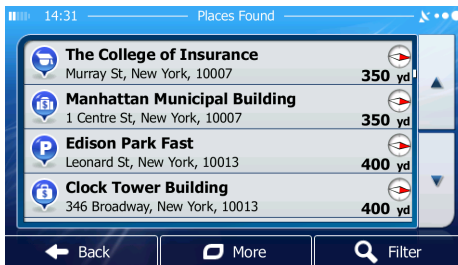 14:31 Places Found
The College of Insurance
Murray St, New York, 10007
350 yd
Manhattan Municipal Building
1 Centre St, New York, 10007
350 yd
Edison Park Fast
Leonard St, New York, 10013
400 yd
Clock Tower Building
346 Broadway, New York, 10013
400 yd
Back More Filter